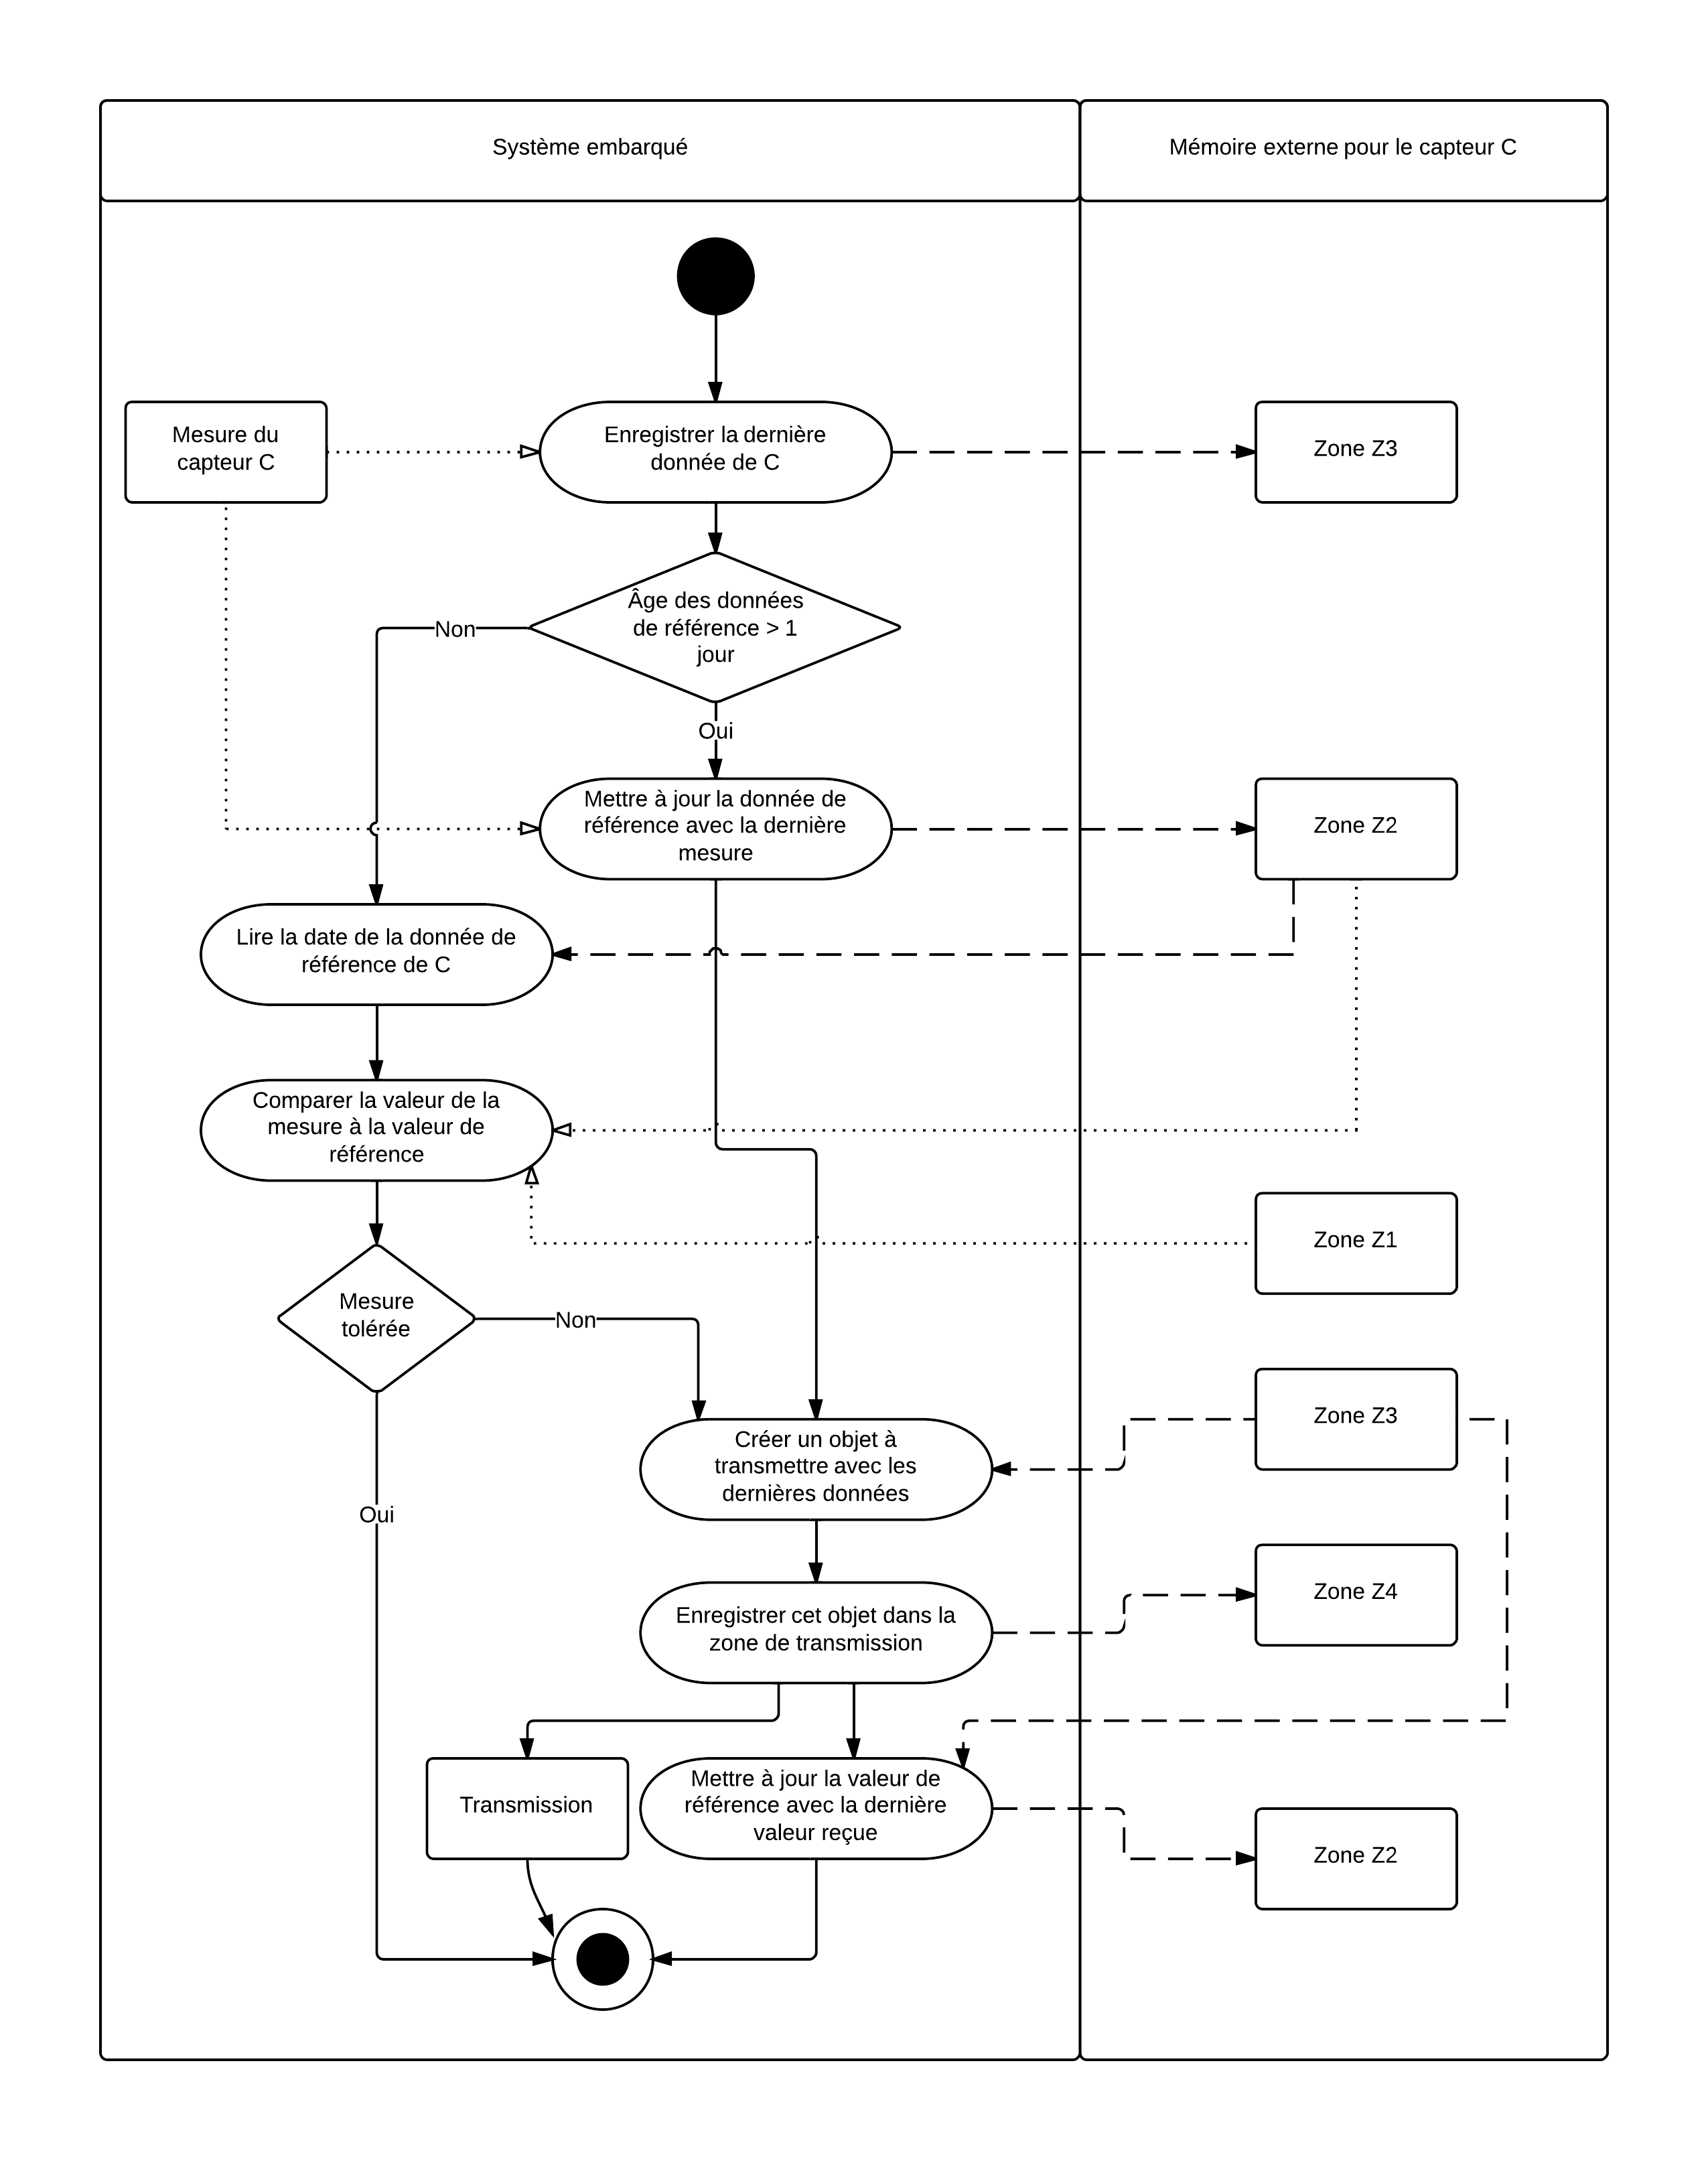 Système embarqué
Mémoire externe pour le capteur C
Mesure du
capteur C
Enregistrer la dernière
donnée de C
Zone Z3
Âge des données
de référence > 1
jour
Non
Oui
Mettre à jour la donnée de
référence avec la dernière
mesure
Zone Z2
Lire la date de la donnée de
référence de C
Comparer la valeur de la
mesure à la valeur de
référence
Zone Z1
Mesure
tolérée
Non
Zone Z3
Créer un objet à
transmettre avec les
dernières données
Oui
Zone Z4
Enregistrer cet objet dans la
zone de transmission
Transmission
Mettre à jour la valeur de
référence avec la dernière
valeur reçue
Zone Z2